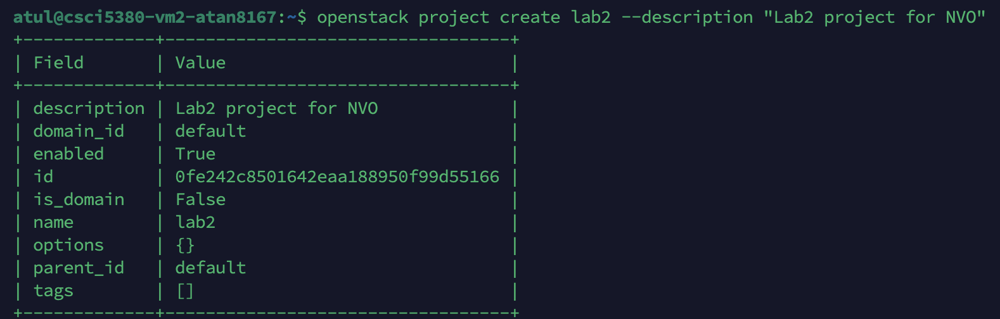 atul@csci5380-vm2-atan8167:~$ openstack project create lab2 --description "Lab2 project for NVO"
+-------------+----------------------------------+
| Field       | Value                            |
+-------------+----------------------------------+
| description | Lab2 project for NVO             |
| domain_id   | default                          |
| enabled     | True                             |
| id          | 0fe242c8501642eaa188950f99d55166 |
| is_domain   | False                            |
| name        | lab2                             |
| options     | {}                               |
| parent_id   | default                          |
| tags        | []                               |
+-------------+----------------------------------+